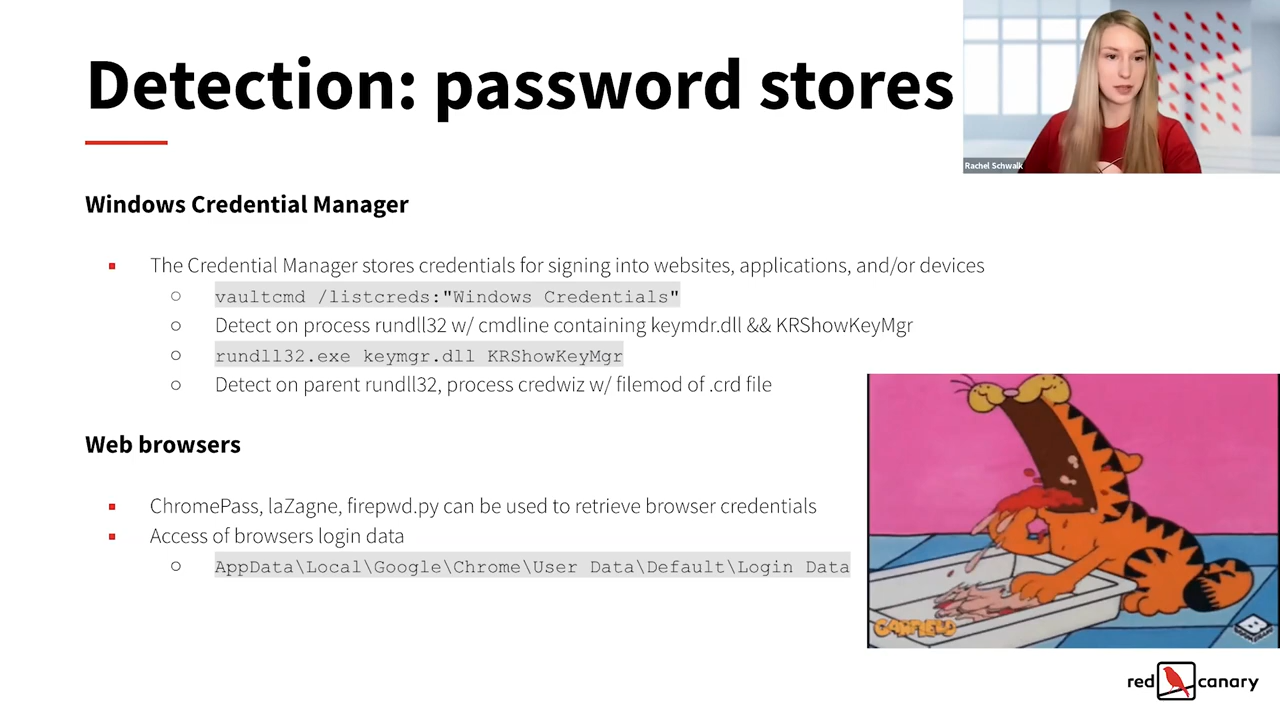 Detection: password stores
Rachel Schwalk
Windows Credential Manager
The Credential Manager stores credentials for signing into websites, applications, and/or devices
vaultcmd /listcreds:"Windows Credentials"
Detect on process rundll32 w/ cmdline containing keymdr.dll && KRShowKeyMgr
rundll32.exe keymgr.dll KRShowKeyMgr
Detect on parent rundll32, process credwiz w/ filemod of .crd file
Web browsers
ChromePass, laZagne, firepwd.py can be used to retrieve browser credentials
Access of browsers login data
AppData\Local\Google\Chrome\User Data\Default\Login Data
GARFIELD
BOOMERANG
red canary